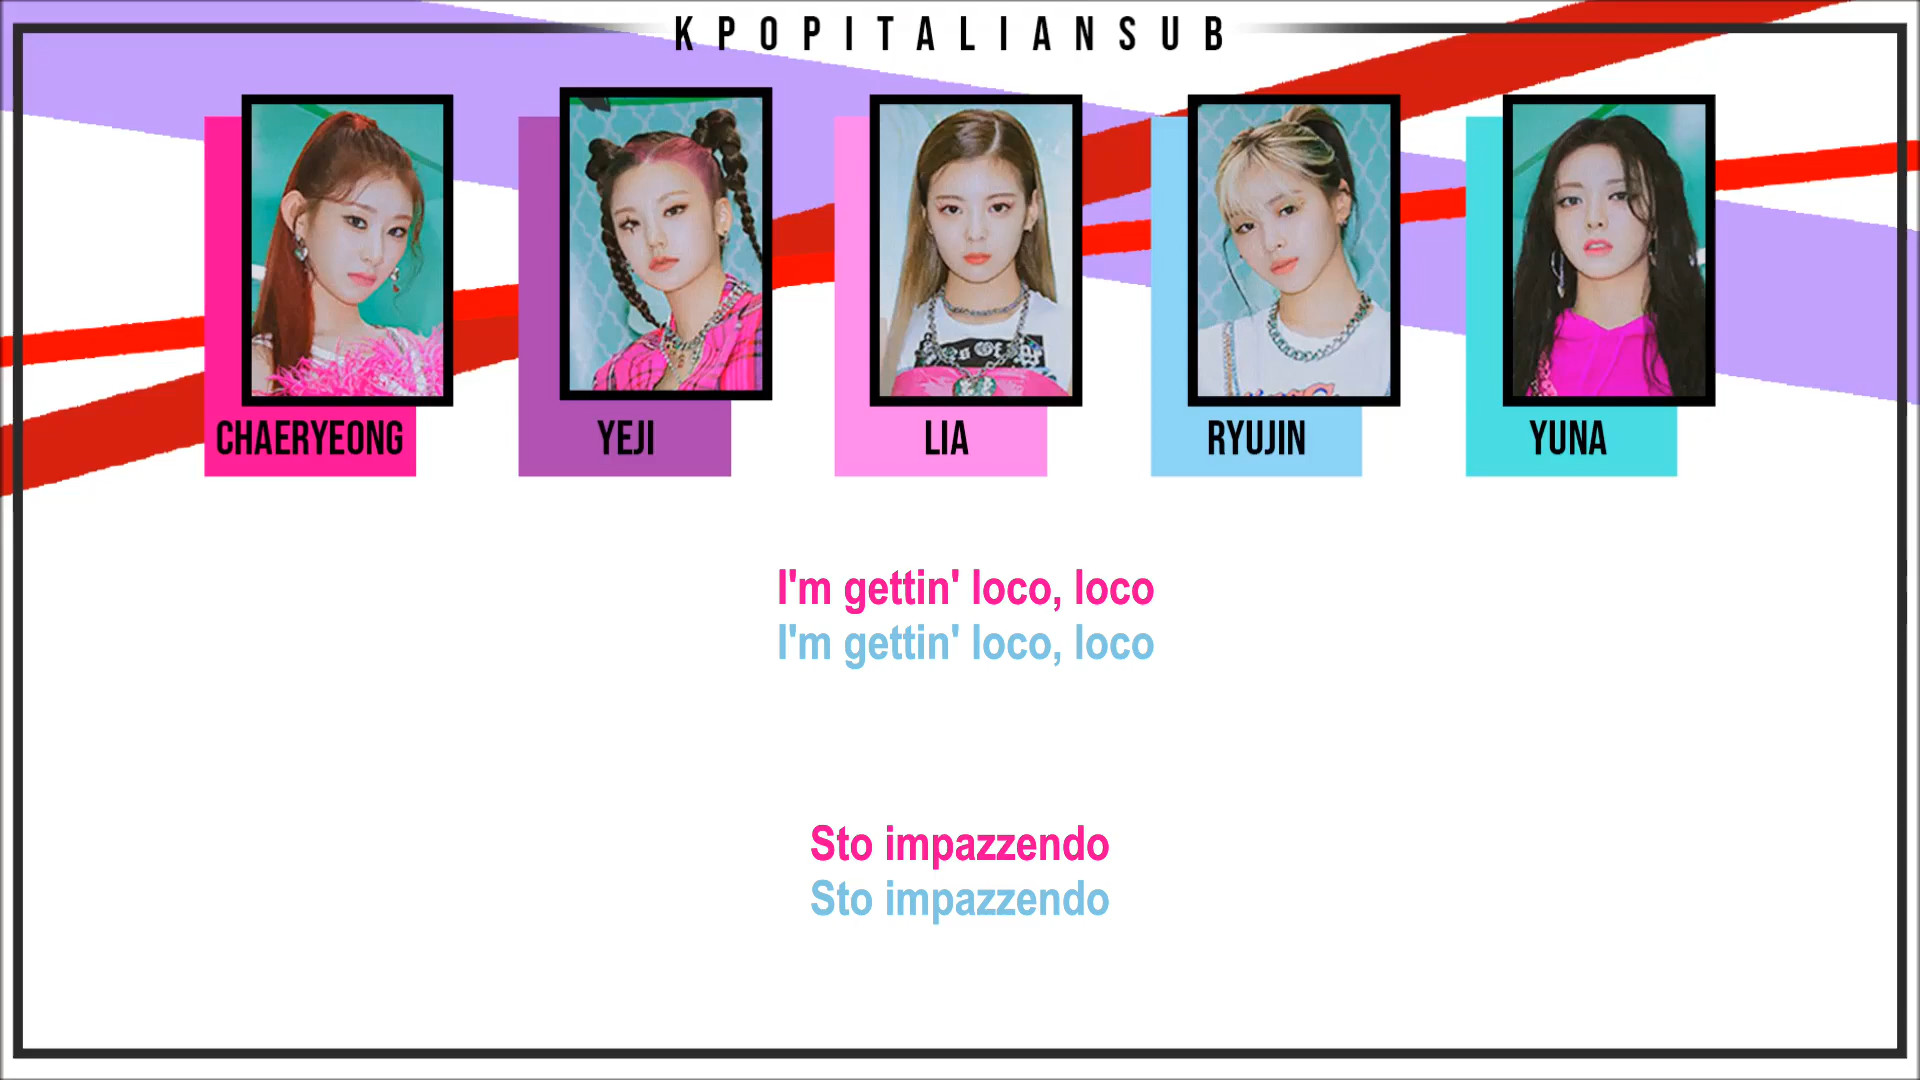 KPOPITALIANSUB
CHAERYEONG
YEJI
LIA
RYUJIN
YUNA
I'm gettin' loco, loco
I'm gettin' loco, loco
Sto impazzendo
Sto impazzendo